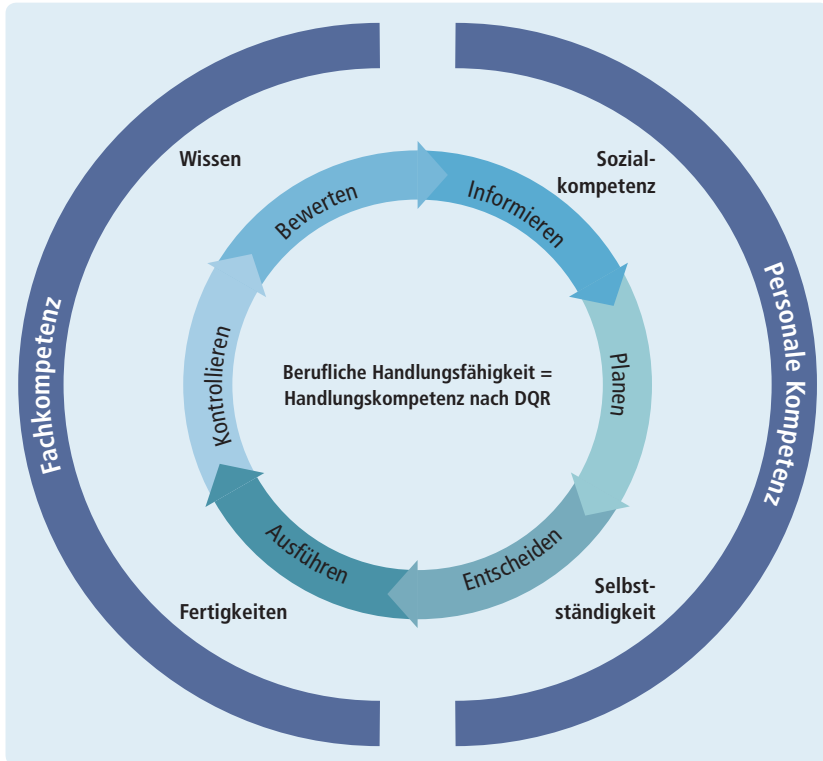 Fachkompetenz
Personale Kompetenz
Wissen
Sozial-
kompetenz
Bewerten
Informieren
Kontrollieren
Planen
Berufliche Handlungsfähigkeit =
Handlungskompetenz nach DQR
Ausführen
Entscheiden
Fertigkeiten
Selbst-
ständigkeit